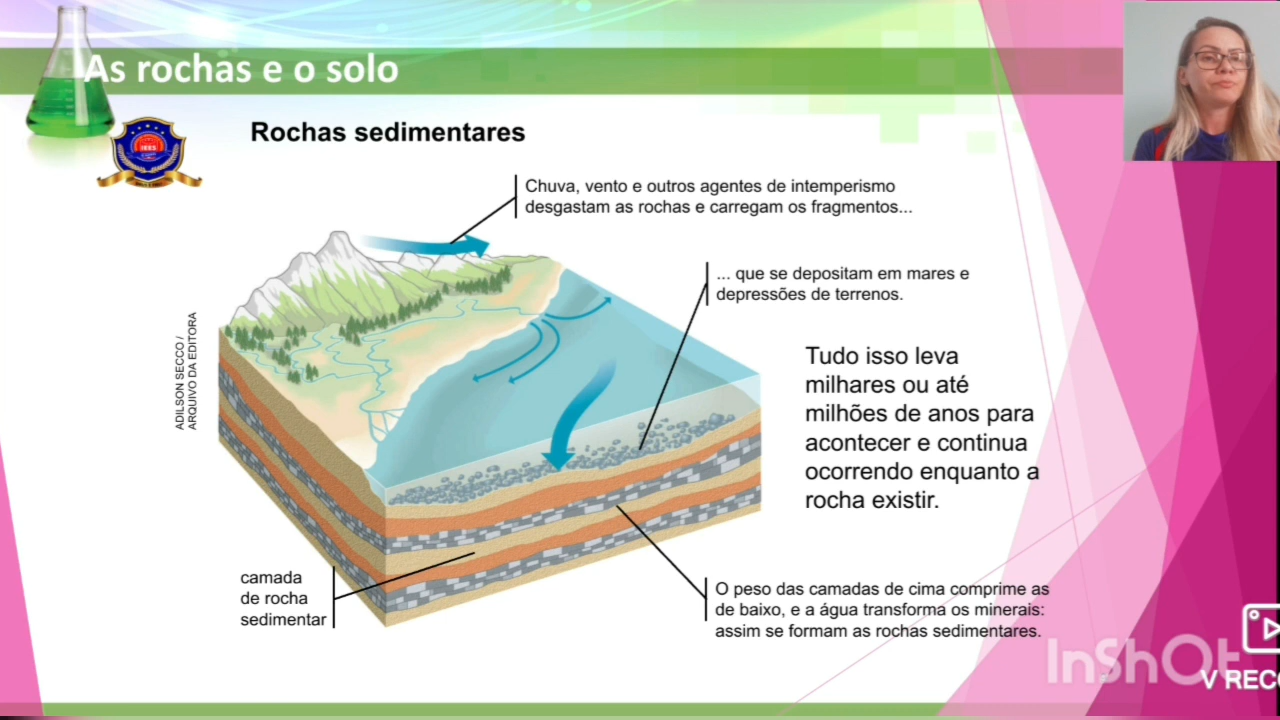 As rochas e o solo
Rochas sedimentares
Chuva, vento e outros agentes de intemperismo
desgastam as rochas e carregam os fragmentos...
... que se depositam em mares e
depressões de terrenos.
ADILSON SECCO /
ARQUIVO DA EDITORA
Tudo isso leva
milhares ou até
milhões de anos para
acontecer e continua
ocorrendo enquanto a
rocha existir.
camada
de rocha
sedimentar
O peso das camadas de cima comprime as
de baixo, e a água transforma os minerais:
assim se formam as rochas sedimentares.
InShOt
V REC